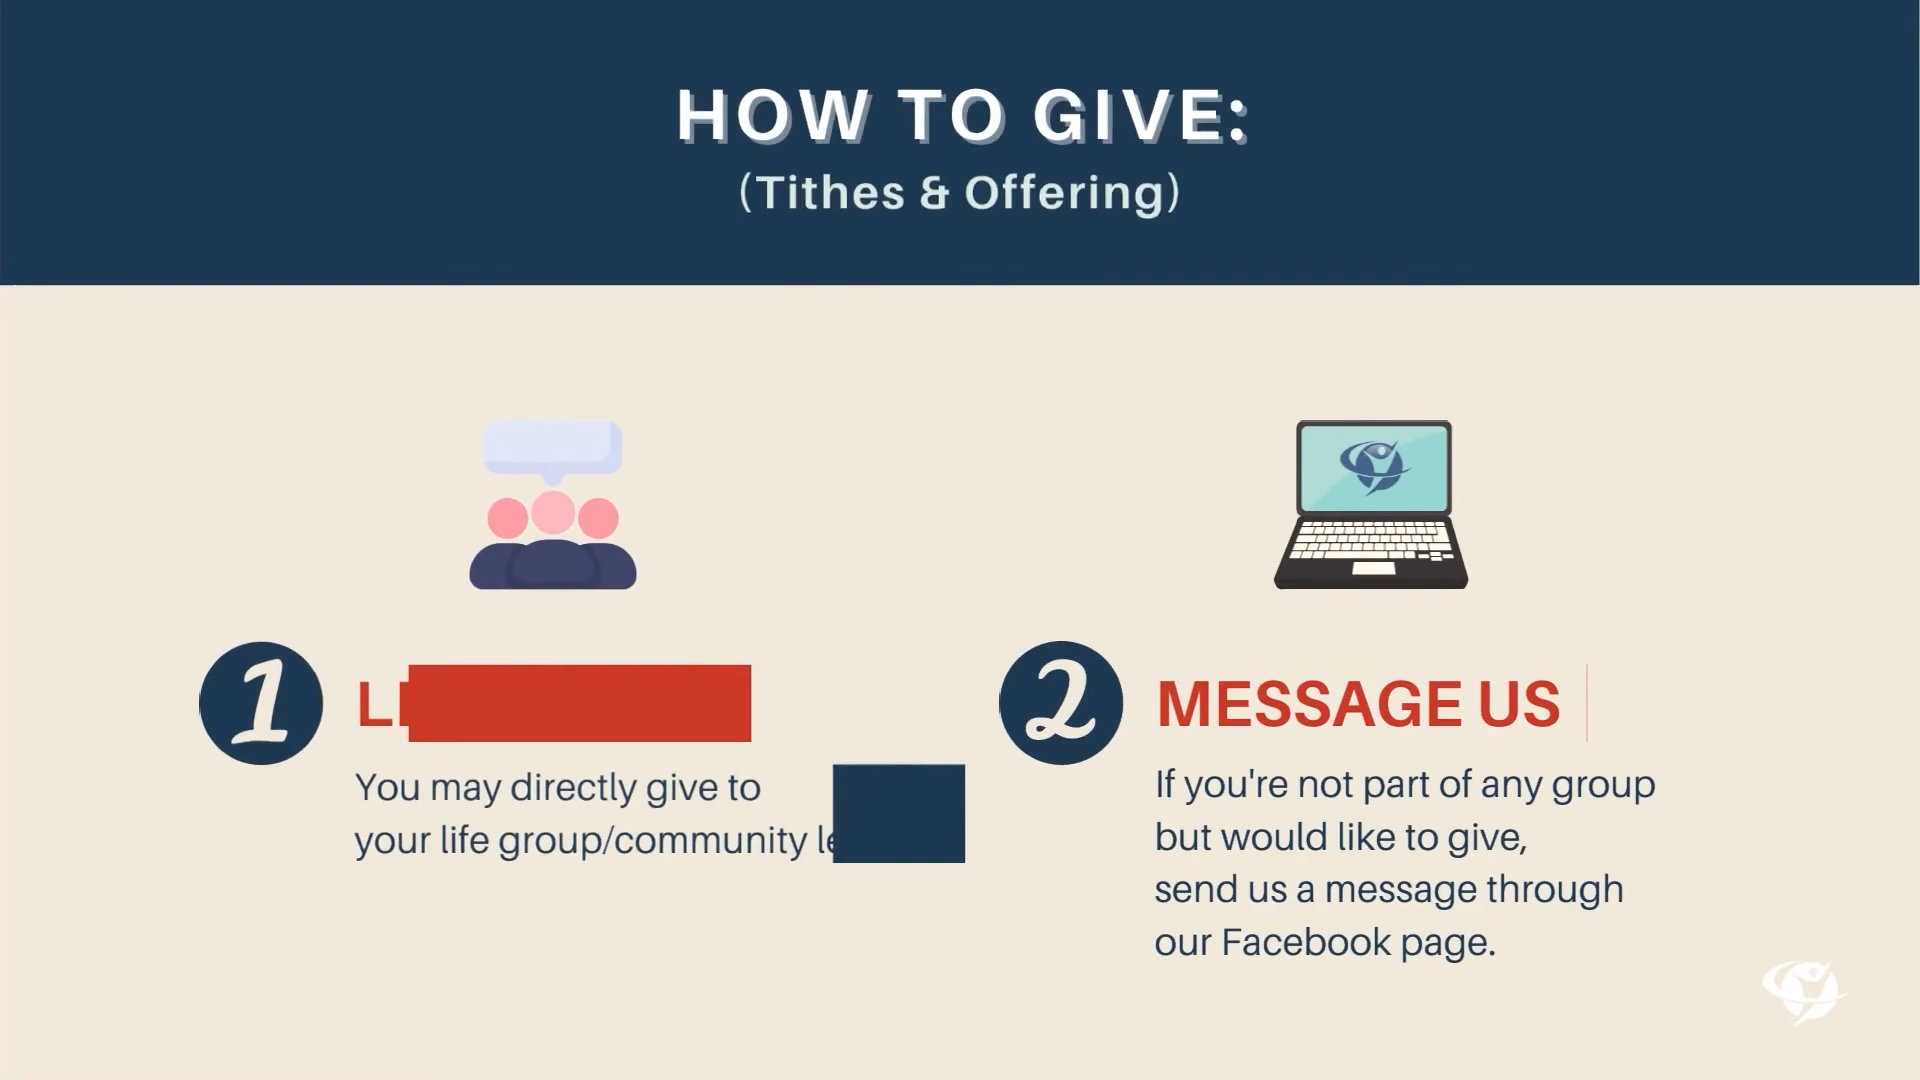 HOW TO GIVE:
(Tithes & Offering)
1
2
MESSAGE US
You may directly give to
your life group/community
If you're not part of any group
but would like to give,
send us a message through
our Facebook page.